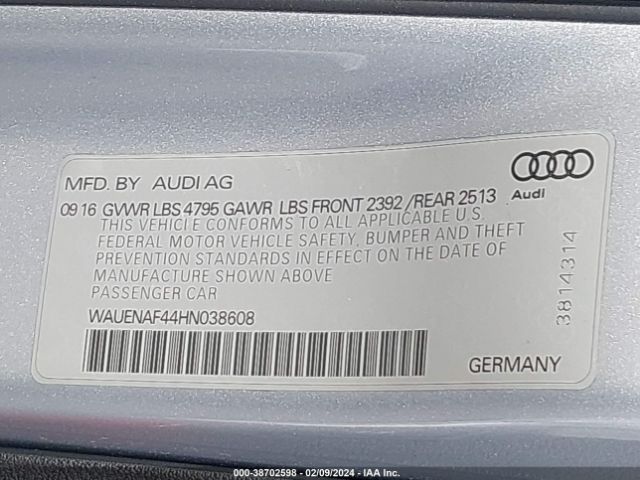 MFD. BY AUDI AG
Audi
09 16 GVWR LBS 4795 GAWR LBS FRONT 2392 / REAR 2513
THIS VEHICLE CONFORMS TO ALL APPLICABLE U.S.
FEDERAL MOTOR VEHICLE SAFETY, BUMPER AND THEFT
PREVENTION STANDARDS IN EFFECT ON THE DATE OF
MANUFACTURE SHOWN ABOVE
PASSENGER CAR
WAUENAF44HN038608
GERMANY
3814314
000-38702598 - 02/09/2024 - IAA Inc.